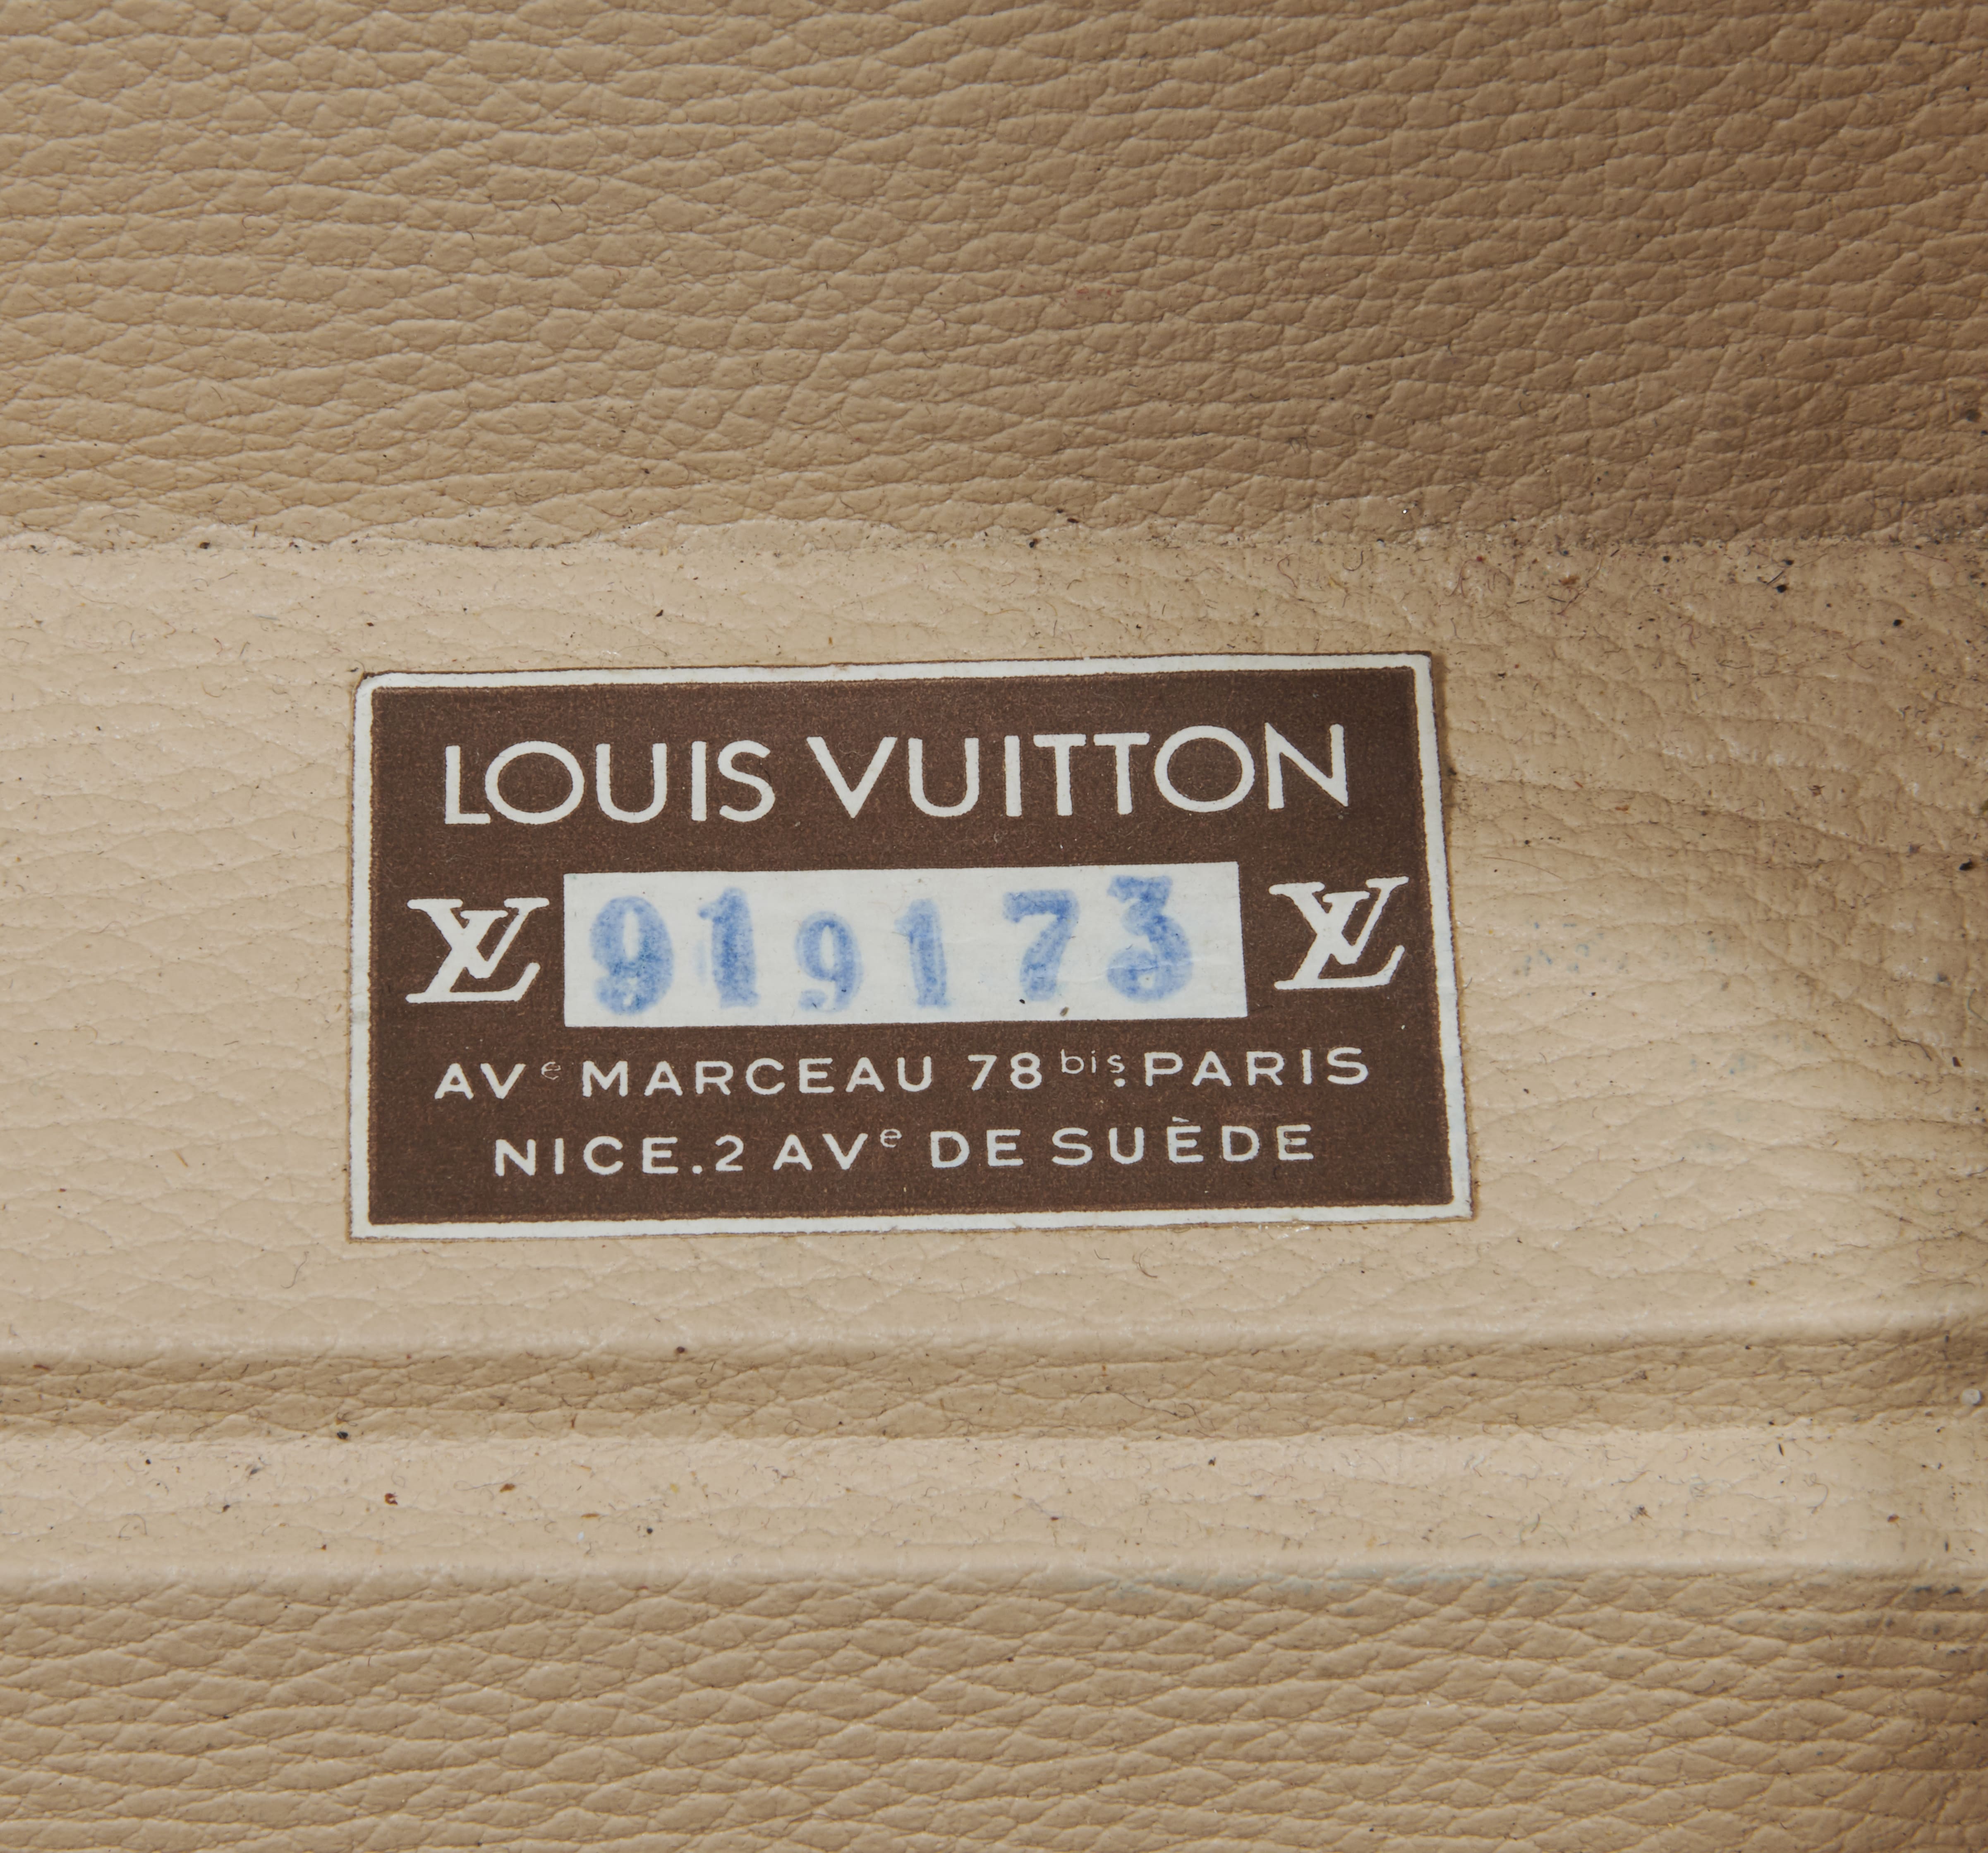 LOUIS VUITTON
LV 919173 LV
AVe MARCEAU 78bis. PARIS
NICE.2 AVe DE SUÈDE